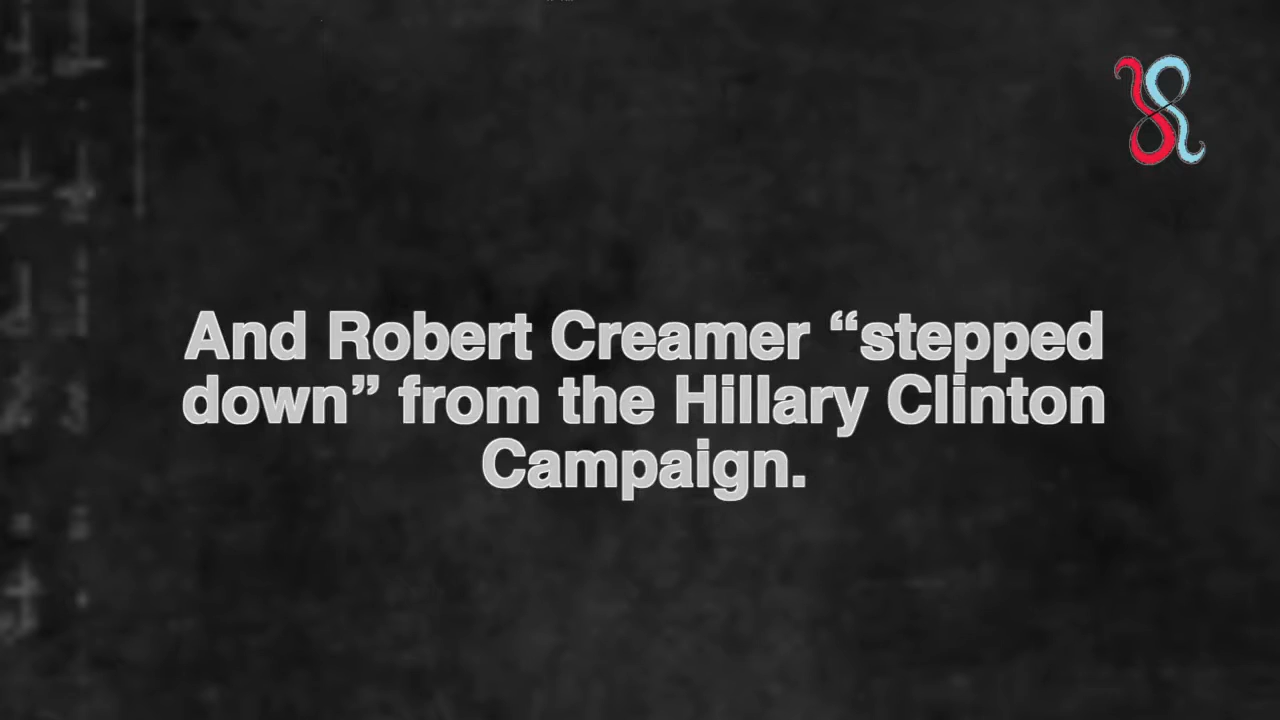 And Robert Creamer “stepped
down” from the Hillary Clinton
Campaign.